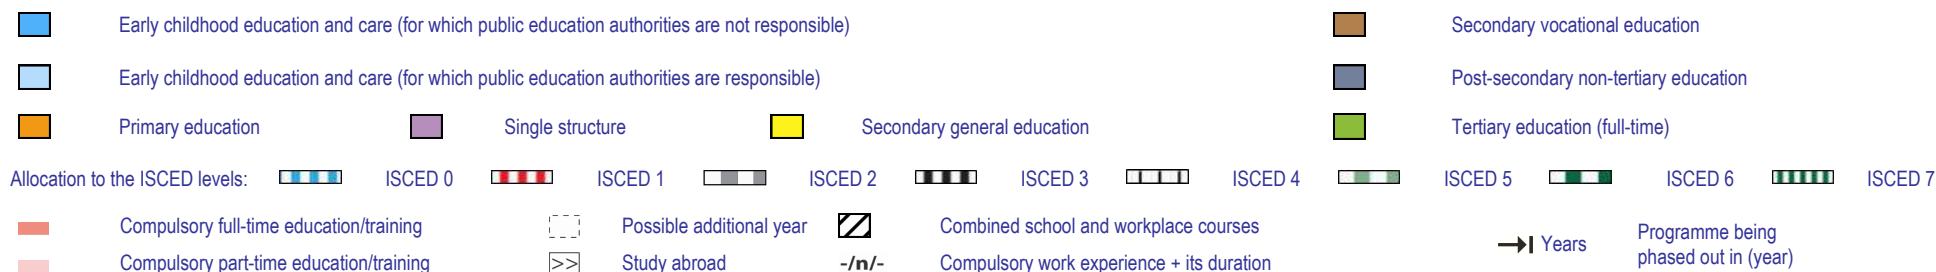 Early childhood education and care (for which public education authorities are not responsible) Secondary vocational education
Early childhood education and care (for which public education authorities are responsible) Post-secondary non-tertiary education
Primary education Single structure Secondary general education Tertiary education (full-time)
Allocation to the ISCED levels: ISCED 0 ISCED 1 ISCED 2 ISCED 3 ISCED 4 ISCED 5 ISCED 6 ISCED 7
Compulsory full-time education/training Possible additional year Combined school and workplace courses Years Programme being
phased out in (year)
Compulsory part-time education/training >> Study abroad -/n/- Compulsory work experience + its duration